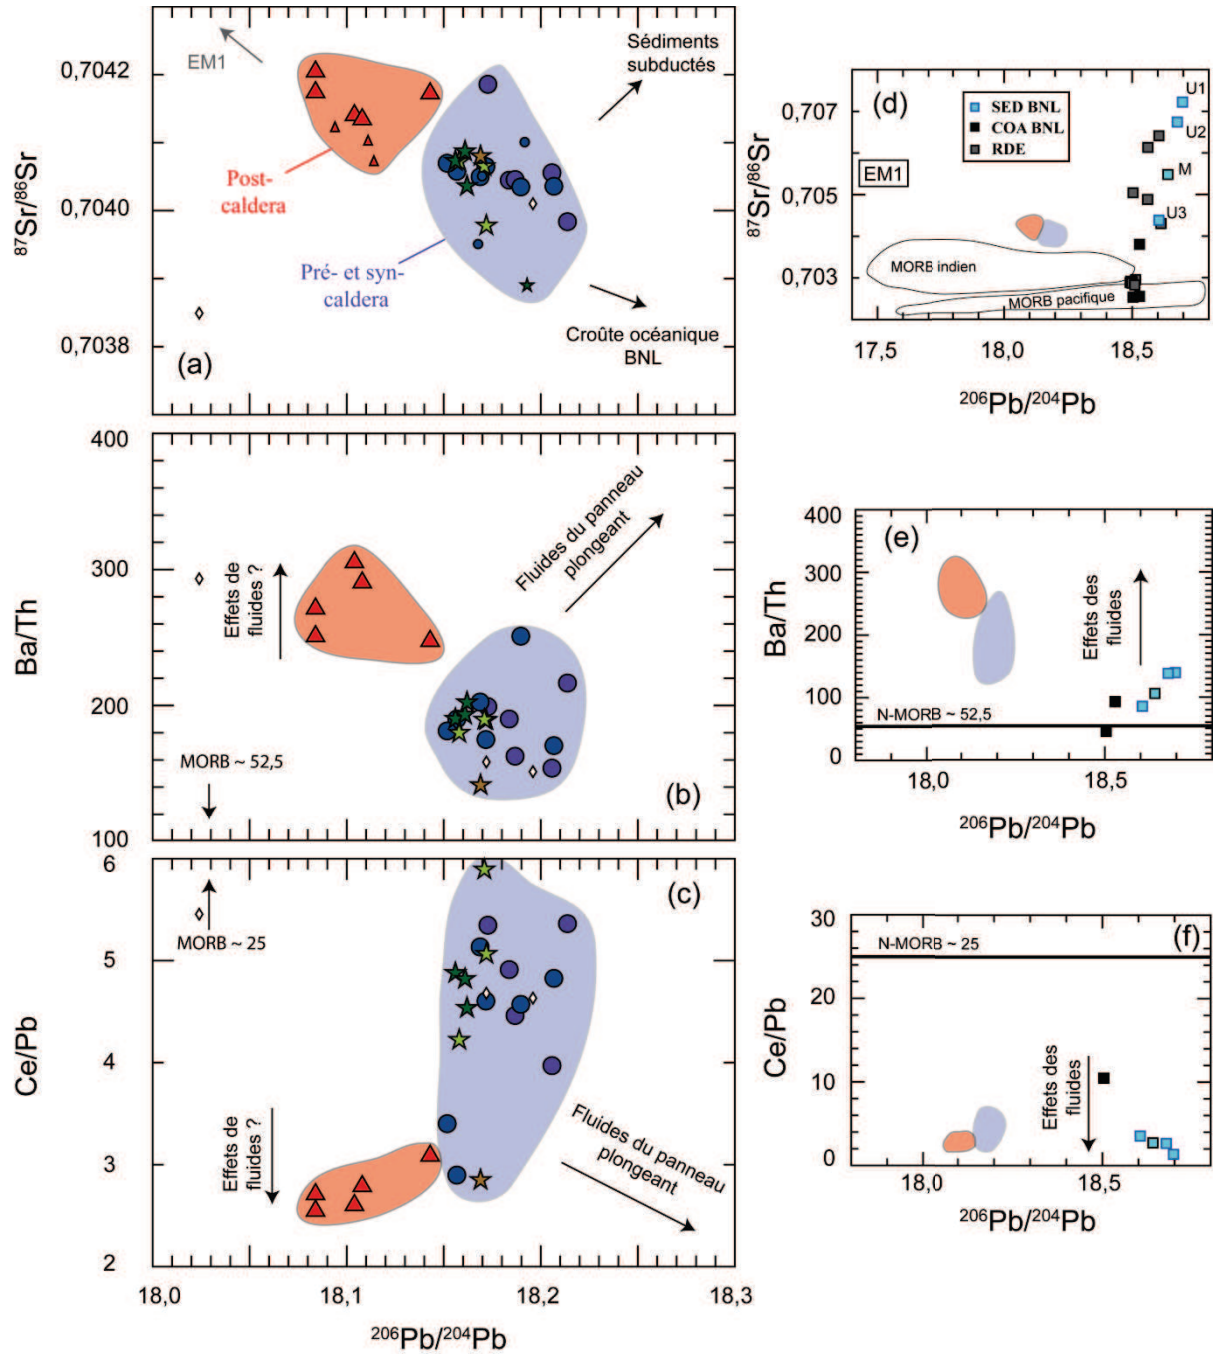 EM1
Sédiments
subductés
Post-
caldera
Pré- et syn-
caldera
Croûte océanique
BNL
(a)
0,7042
0,7040
0,7038
87Sr/86Sr
400
300
200
100
Ba/Th
Effets de
fluides ?
Fluides du panneau
plongeant
MORB ~ 52,5
(b)
6
5
4
3
2
Ce/Pb
MORB ~ 25
(c)
Effets de
fluides ?
Fluides du panneau
plongeant
18,0
18,1
18,2
18,3
206Pb/204Pb
(d)
SED BNL
COA BNL
RDE
U1
U2
M
U3
EM1
MORB indien
MORB pacifique
0,707
0,705
0,703
87Sr/86Sr
17,5
18,0
18,5
206Pb/204Pb
400
300
200
100
0
Ba/Th
(e)
Effets des
fluides
N-MORB ~ 52,5
18,0
18,5
206Pb/204Pb
30
20
10
0
Ce/Pb
N-MORB ~ 25
(f)
Effets des
fluides
18,0
18,5
206Pb/204Pb